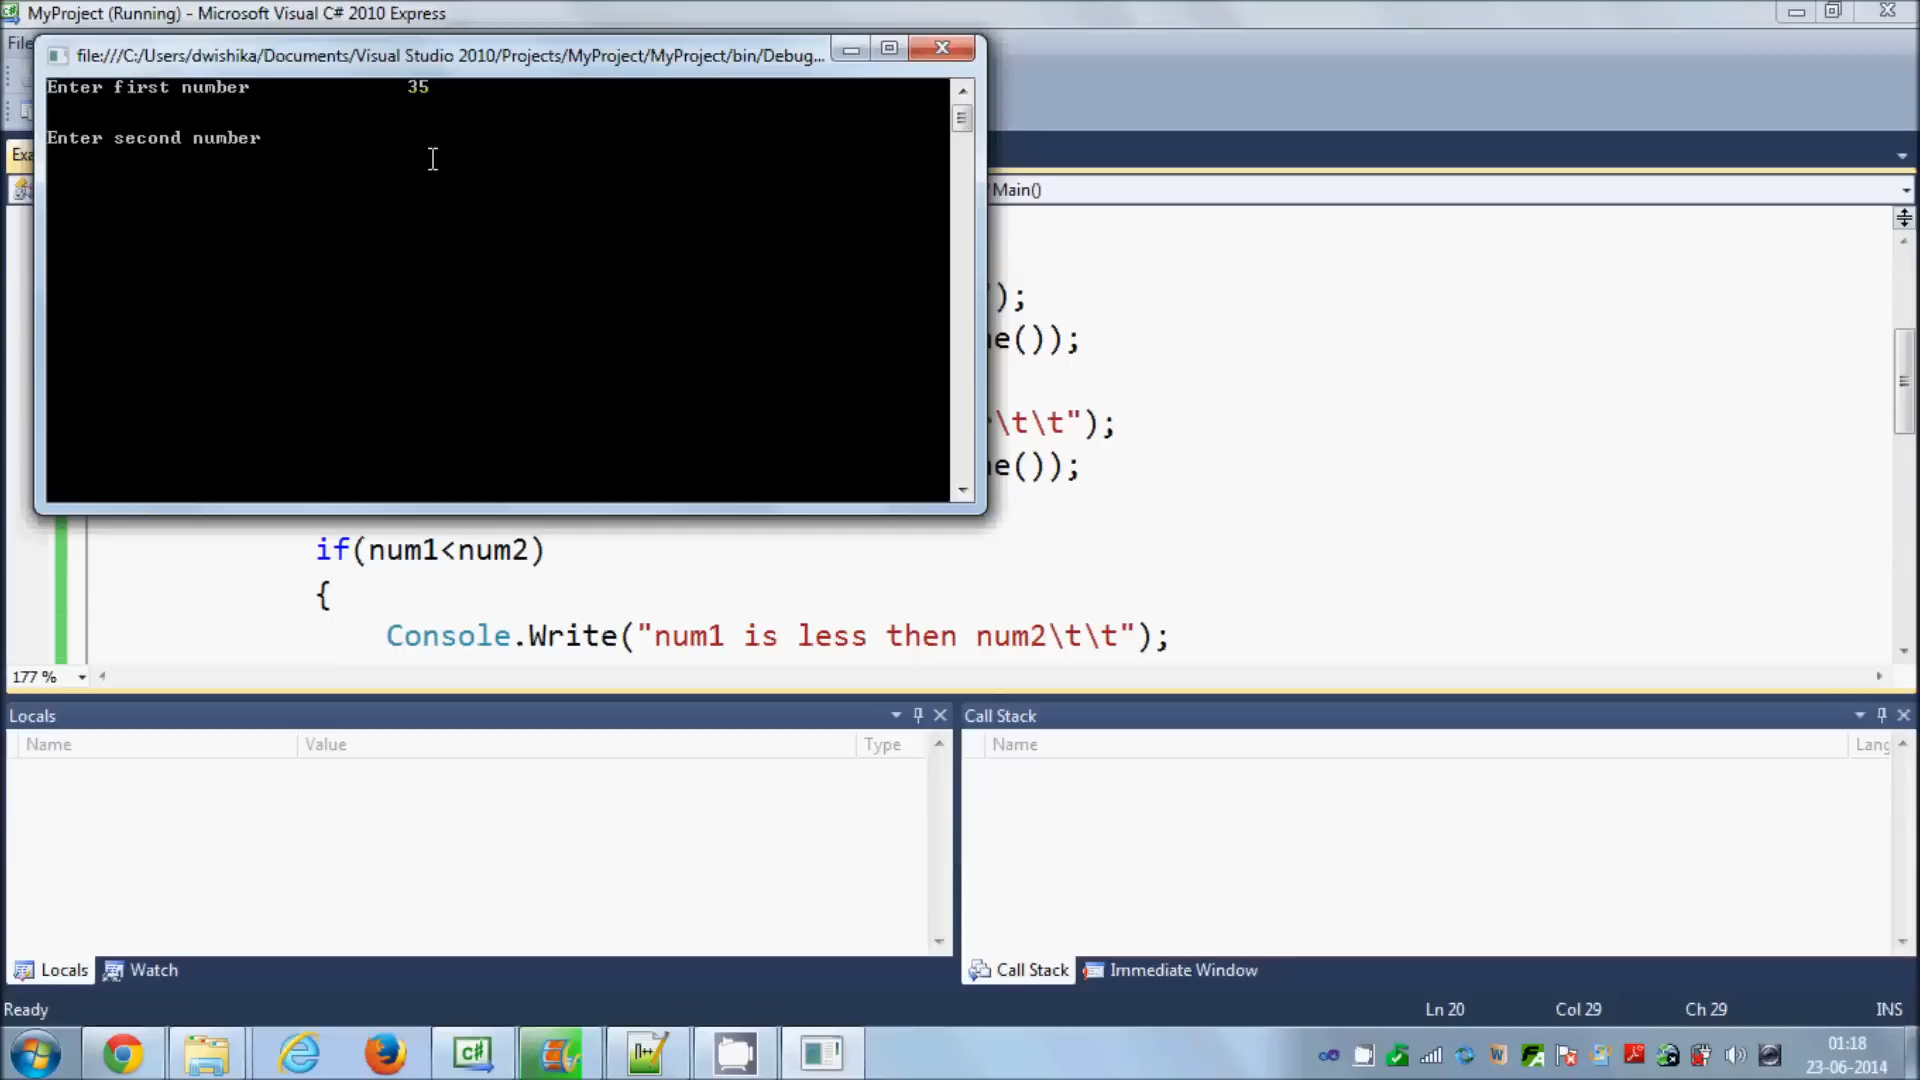 MyProject (Running) - Microsoft Visual C# 2010 Express
File
file:///C:/Users/dwishika/Documents/Visual Studio 2010/Projects/MyProject/MyProject/bin/Debug...
Enter first number 35
Enter second number
Exa
Main()
");
ne());
\t\t");
ne());
if(num1<num2)
{
Console.Write("num1 is less then num2\t\t");
177 %
Locals
Call Stack
Name Value Type
Name Lang
Locals Watch
Call Stack Immediate Window
Ready Ln 20 Col 29 Ch 29 INS
01:18
23-06-2014